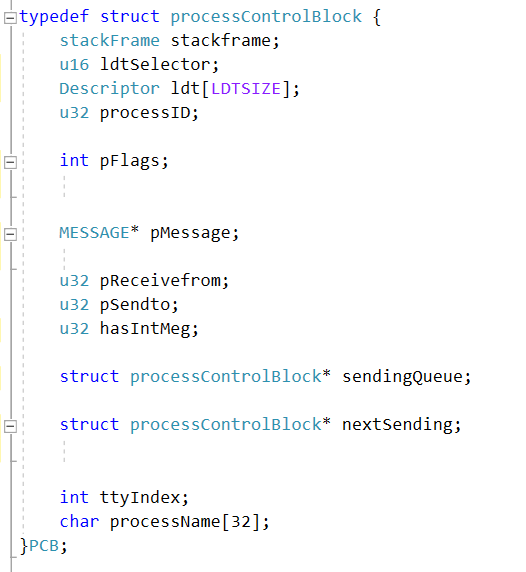 typedef struct processControlBlock {
stackFrame stackframe;
u16 ldtSelector;
Descriptor ldt[LDTSIZE];
u32 processID;
int pFlags;
MESSAGE* pMessage;
u32 pReceivefrom;
u32 pSendto;
u32 hasIntMeg;
struct processControlBlock* sendingQueue;
struct processControlBlock* nextSending;
int ttyIndex;
char processName[32];
}PCB;